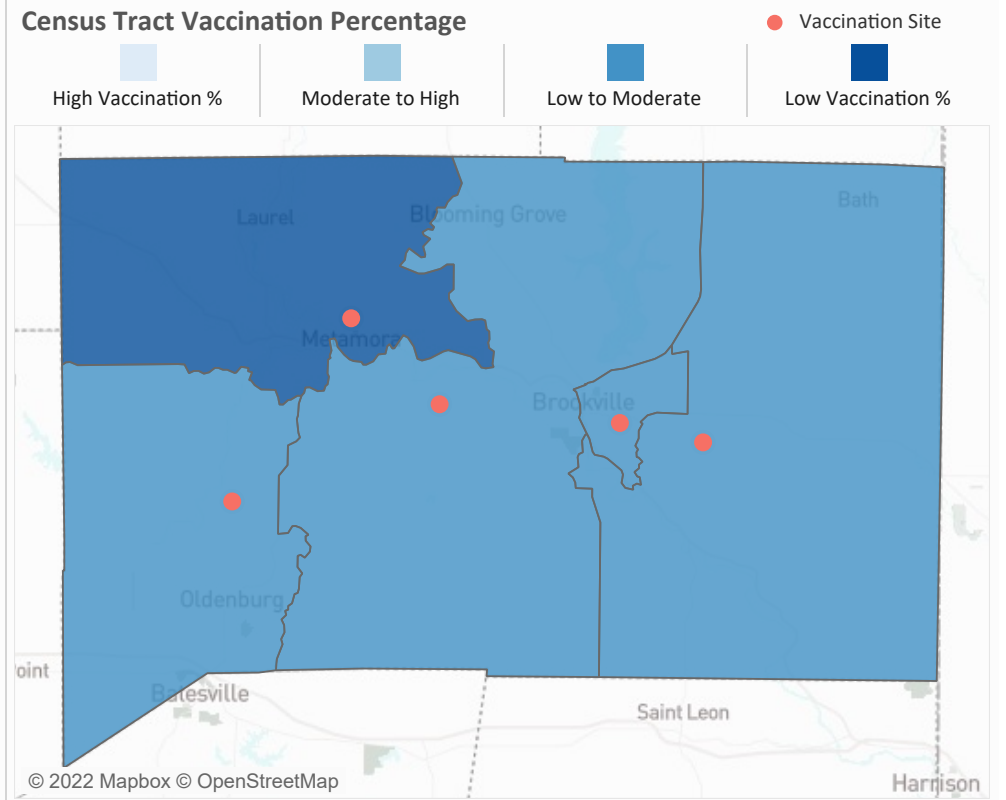 Census Tract Vaccination Percentage
Vaccination Site
High Vaccination %
Moderate to High
Low to Moderate
Low Vaccination %
Bath
Laurel
Blooming Grove
Metamora
Brookville
Oldenburg
oint
Batesville
Saint Leon
© 2022 Mapbox © OpenStreetMap
Harrison